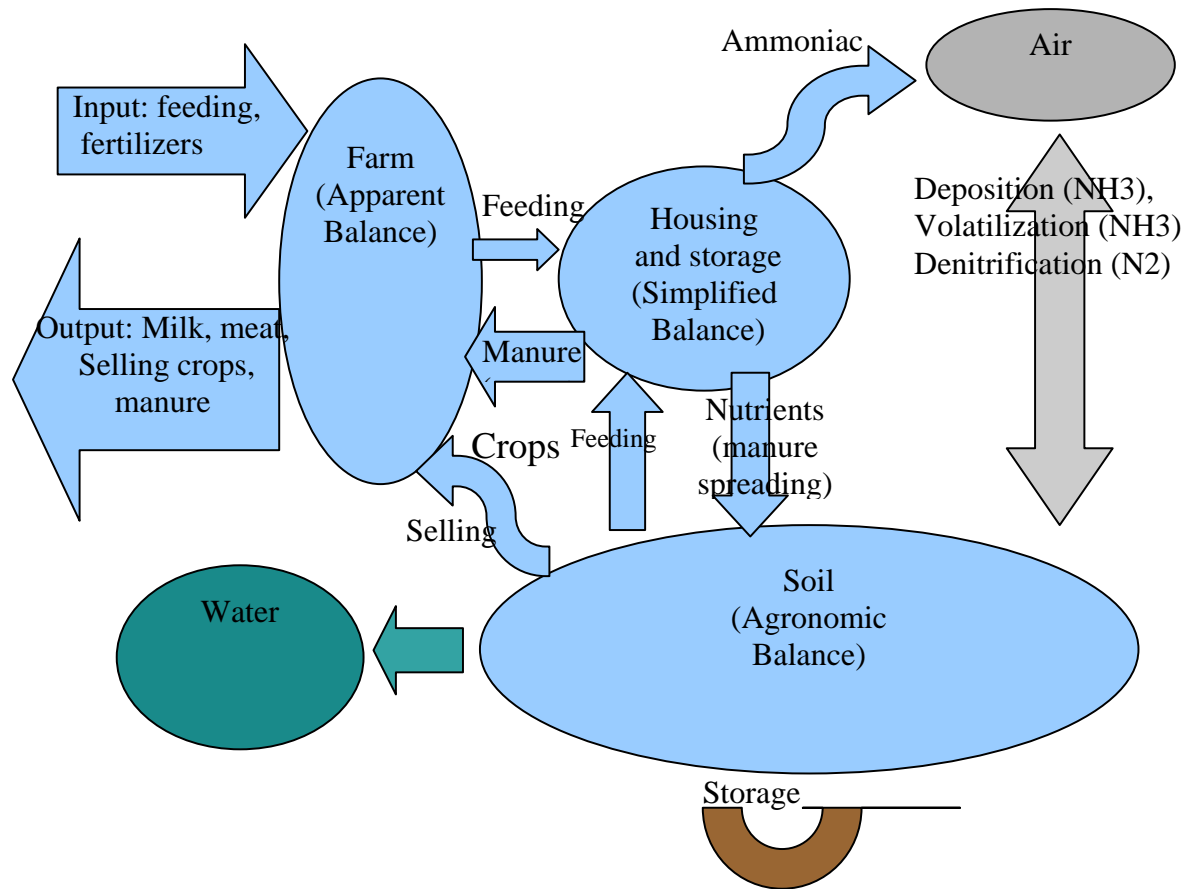 Ammoniac
Air
Input: feeding,
fertilizers
Farm
(Apparent
Balance)
Feeding
Housing
and storage
(Simplified
Balance)
Deposition (NH3),
Volatilization (NH3)
Denitrification (N2)
Output: Milk, meat,
Selling crops,
manure
Manure
Crops
Feeding
Nutrients
(manure
spreading)
Selling
Soil
(Agronomic
Balance)
Water
Storage